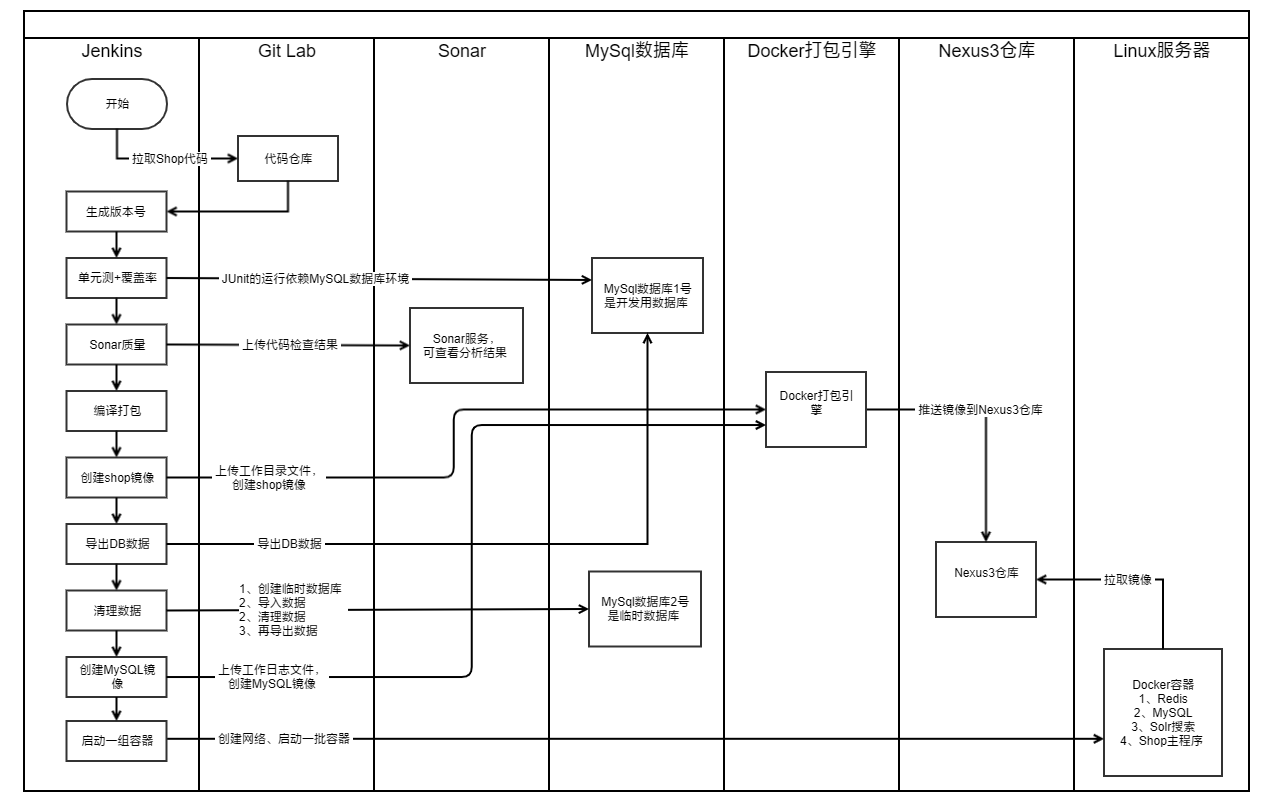 Jenkins
Git Lab
Sonar
MySql数据库
Docker打包引擎
Nexus3仓库
Linux服务器
开始
拉取Shop代码
代码仓库
生成版本号
单元测+覆盖率
JUnit的运行依赖MySQL数据库环境
MySql数据库1号
是开发用数据库
Sonar质量
上传代码检查结果
Sonar服务，
可查看分析结果
编译打包
Docker打包引
擎
推送镜像到Nexus3仓库
创建shop镜像
上传工作目录文件，
创建shop镜像
导出DB数据
导出DB数据
Nexus3仓库
拉取镜像
清理数据
1、创建临时数据库
2、导入数据
2、清理数据
3、再导出数据
MySql数据库2号
是临时数据库
创建MySQL镜
像
上传工作日志文件，
创建MySQL镜像
Docker容器
1、Redis
2、MySQL
3、Solr搜索
4、Shop主程序
启动一组容器
创建网络、启动一批容器